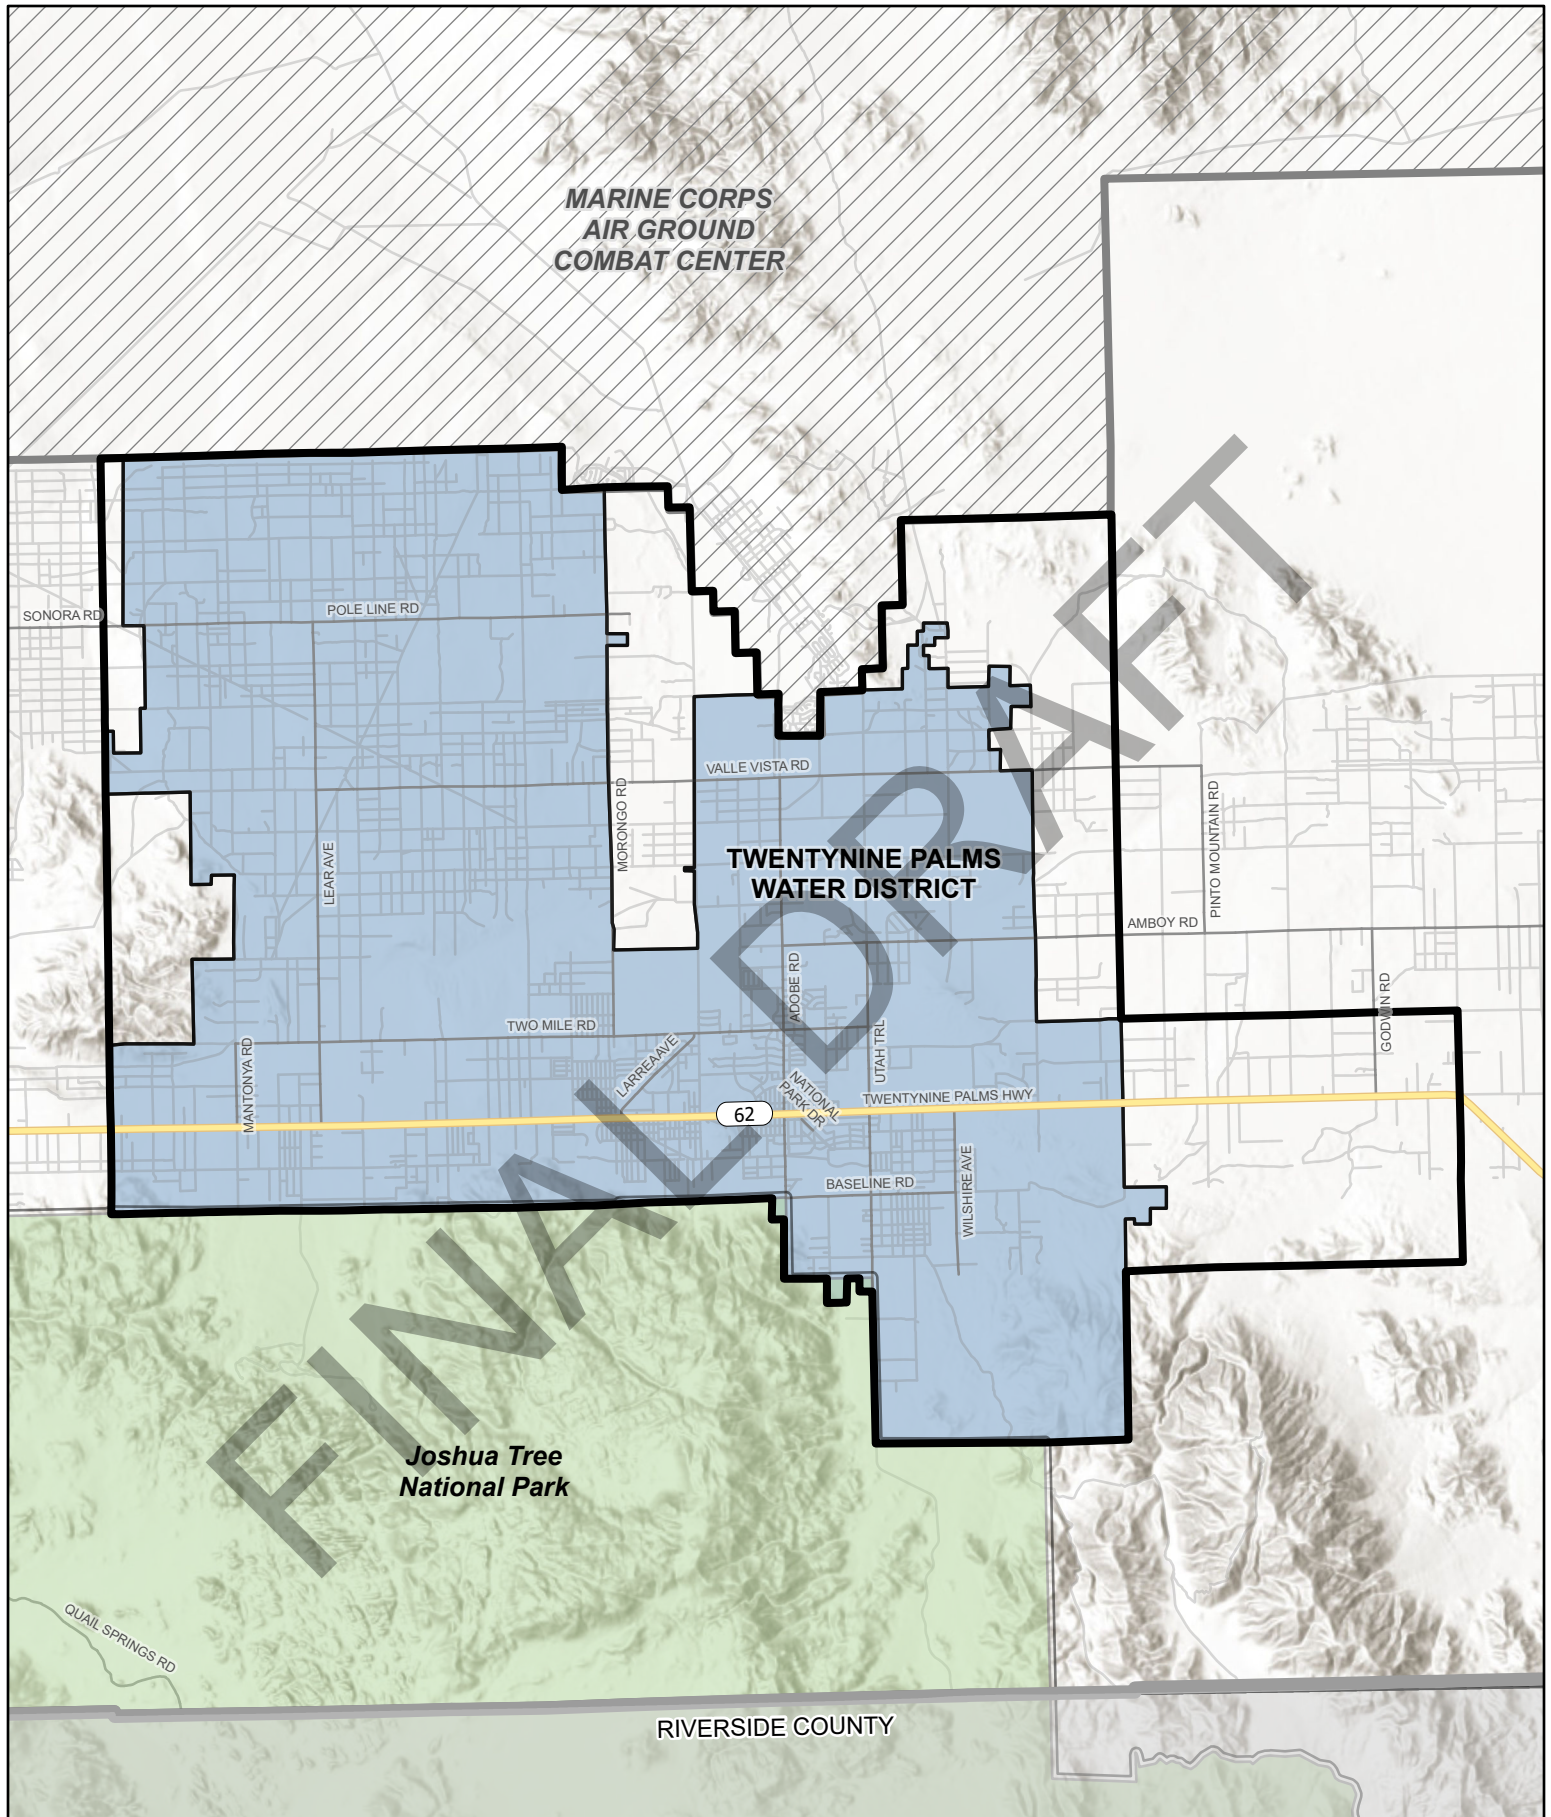 MARINE CORPS
AIR GROUND
COMBAT CENTER
SONORA RD
POLE LINE RD
VALLE VISTA RD
MORONGO RD
PINTO MOUNTAIN RD
LEAR AVE
TWENTYNINE PALMS
WATER DISTRICT
AMBOY RD
ADOBE RD
GODWIN RD
TWO MILE RD
UTAH TRL
MANTONYA RD
LARREA AVE
NATIONAL
PARK DR
TWENTYNINE PALMS HWY
62
BASELINE RD
WILSHIRE AVE
FINAL DRAFT
Joshua Tree
National Park
QUAIL SPRINGS RD
RIVERSIDE COUNTY